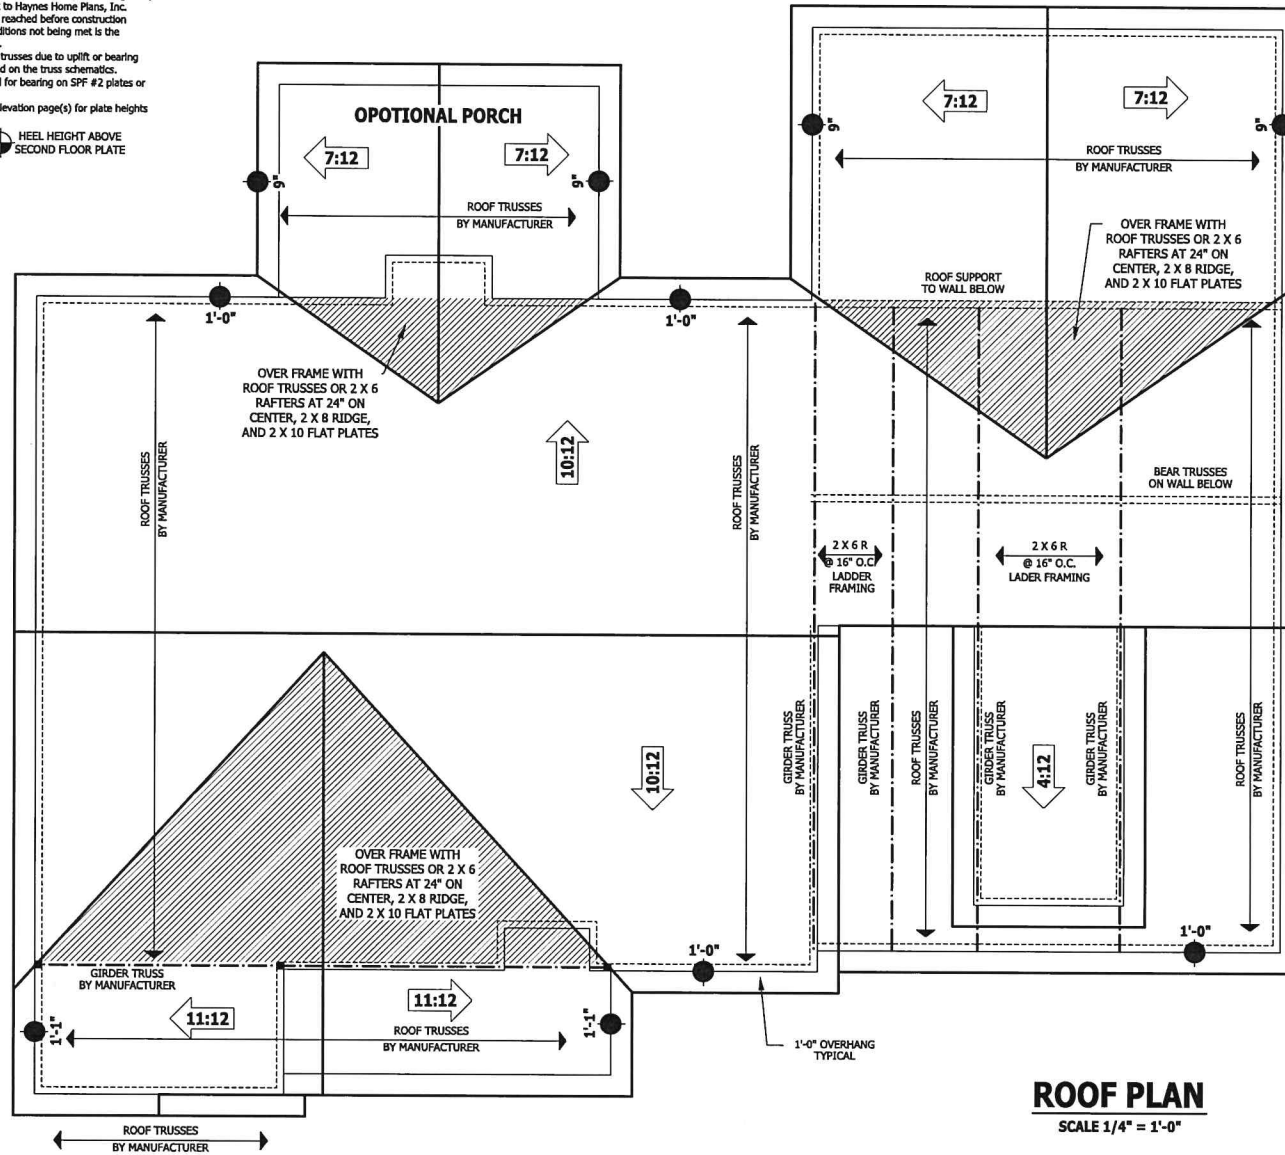 to Haynes Home Plans, Inc.
reached before construction
ditions not being met is the
trusses due to uplift or bearing
d on the truss schematics.
for bearing on SPF #2 plates or
levation page(s) for plate heights
HEEL HEIGHT ABOVE
SECOND FLOOR PLATE
OPOTIONAL PORCH
7:12
7:12
9"
9"
ROOF TRUSSES
BY MANUFACTURER
7:12
7:12
9"
9"
ROOF TRUSSES
BY MANUFACTURER
OVER FRAME WITH
ROOF TRUSSES OR 2 X 6
RAFTERS AT 24" ON
CENTER, 2 X 8 RIDGE,
AND 2 X 10 FLAT PLATES
ROOF SUPPORT
TO WALL BELOW
1'-0"
1'-0"
OVER FRAME WITH
ROOF TRUSSES OR 2 X 6
RAFTERS AT 24" ON
CENTER, 2 X 8 RIDGE,
AND 2 X 10 FLAT PLATES
10:12
ROOF TRUSSES
BY MANUFACTURER
ROOF TRUSSES
BY MANUFACTURER
BEAR TRUSSES
ON WALL BELOW
2 X 6 R
@ 16" O.C.
LADDER
FRAMING
2 X 6 R
@ 16" O.C.
LADER FRAMING
GIRDER TRUSS
BY MANUFACTURER
GIRDER TRUSS
BY MANUFACTURER
ROOF TRUSSES
BY MANUFACTURER
GIRDER TRUSS
BY MANUFACTURER
4:12
GIRDER TRUSS
BY MANUFACTURER
ROOF TRUSSES
BY MANUFACTURER
10:12
OVER FRAME WITH
ROOF TRUSSES OR 2 X 6
RAFTERS AT 24" ON
CENTER, 2 X 8 RIDGE,
AND 2 X 10 FLAT PLATES
1'-0"
1'-0"
GIRDER TRUSS
BY MANUFACTURER
11:12
11:12
1'-1"
1'-1"
ROOF TRUSSES
BY MANUFACTURER
1'-0" OVERHANG
TYPICAL
ROOF TRUSSES
BY MANUFACTURER
ROOF PLAN
SCALE 1/4" = 1'-0"